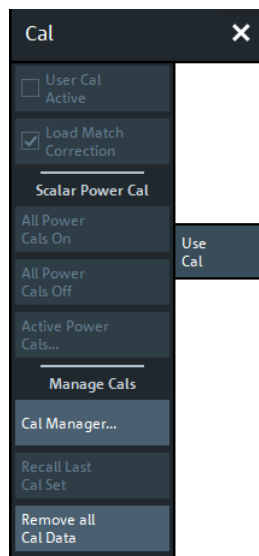 Cal
User Cal
Active
Load Match
Correction
Scalar Power Cal
All Power
Cals On
All Power
Cals Off
Active Power
Cals...
Manage Cals
Cal Manager...
Recall Last
Cal Set
Remove all
Cal Data
Use
Cal